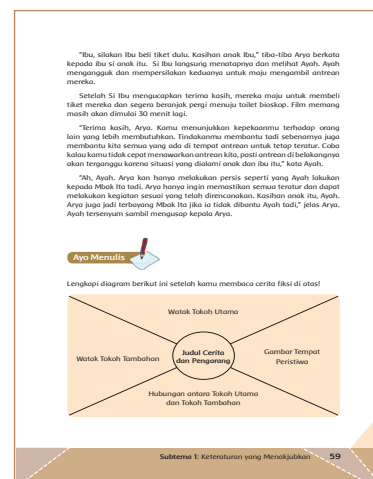 "Ibu, silakan Ibu beli tiket dulu. Kasihan anak Ibu," tiba-tiba Arya berkata
kepada ibu si anak itu.  Si Ibu langsung menatapnya dan melihat Ayah. Ayah
mengangguk dan mempersilakan keduanya untuk maju mengambil antrean
mereka.
Setelah Si Ibu mengucapkan terima kasih, mereka maju untuk membeli
tiket mereka dan segera beranjak pergi menuju toilet bioskop. Film memang
masih akan dimulai 30 menit lagi.
"Terima kasih, Arya. Kamu menunjukkan kepekaanmu terhadap orang
lain yang lebih membutuhkan. Tindakanmu membantu tadi sebenarnya juga
membantu kita semua yang ada di tempat antrean untuk tetap teratur. Coba
kalau kamu tidak cepat menawarkan antrean kita, pasti antrean di belakangnya
akan terganggu karena situasi yang dialami anak dan ibu itu," kata Ayah.
"Ah, Ayah. Arya kan hanya melakukan persis seperti yang Ayah lakukan
kepada Mbak Ita tadi. Arya hanya ingin memastikan semua teratur dan dapat
melakukan kegiatan sesuai yang telah direncanakan. Kasihan anak itu, Ayah.
Arya juga jadi terbayang Mbak Ita jika ia tidak dibantu Ayah tadi," jelas Arya.
Ayah tersenyum sambil mengusap kepala Arya.
Ayo Menulis
Lengkapi diagram berikut ini setelah kamu membaca cerita fiksi di atas!
Watak Tokoh Utama
Watak Tokoh Tambahan
Judul Cerita
dan Pengarang
Gambar Tempat
Peristiwa
Hubungan antara Tokoh Utama
dan Tokoh Tambahan
Subtema 1: Keteraturan yang Menakjubkan 59